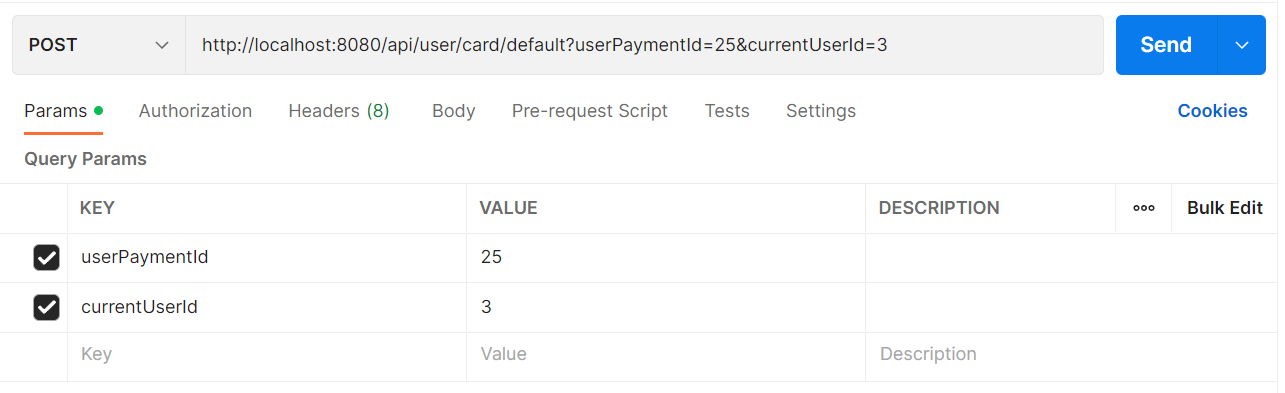 POST http://localhost:8080/api/user/card/default?userPaymentId=25&currentUserId=3 Send
Params Authorization Headers (8) Body Pre-request Script Tests Settings Cookies
Query Params
KEY VALUE DESCRIPTION Bulk Edit
userPaymentId 25
currentUserId 3
Key Value Description